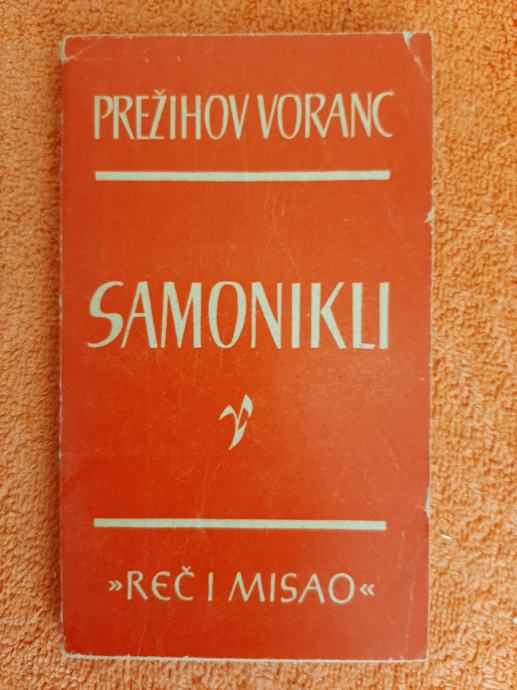 PREŽIHOV VORANC
SAMONIKLI
»REČ I MISAO«